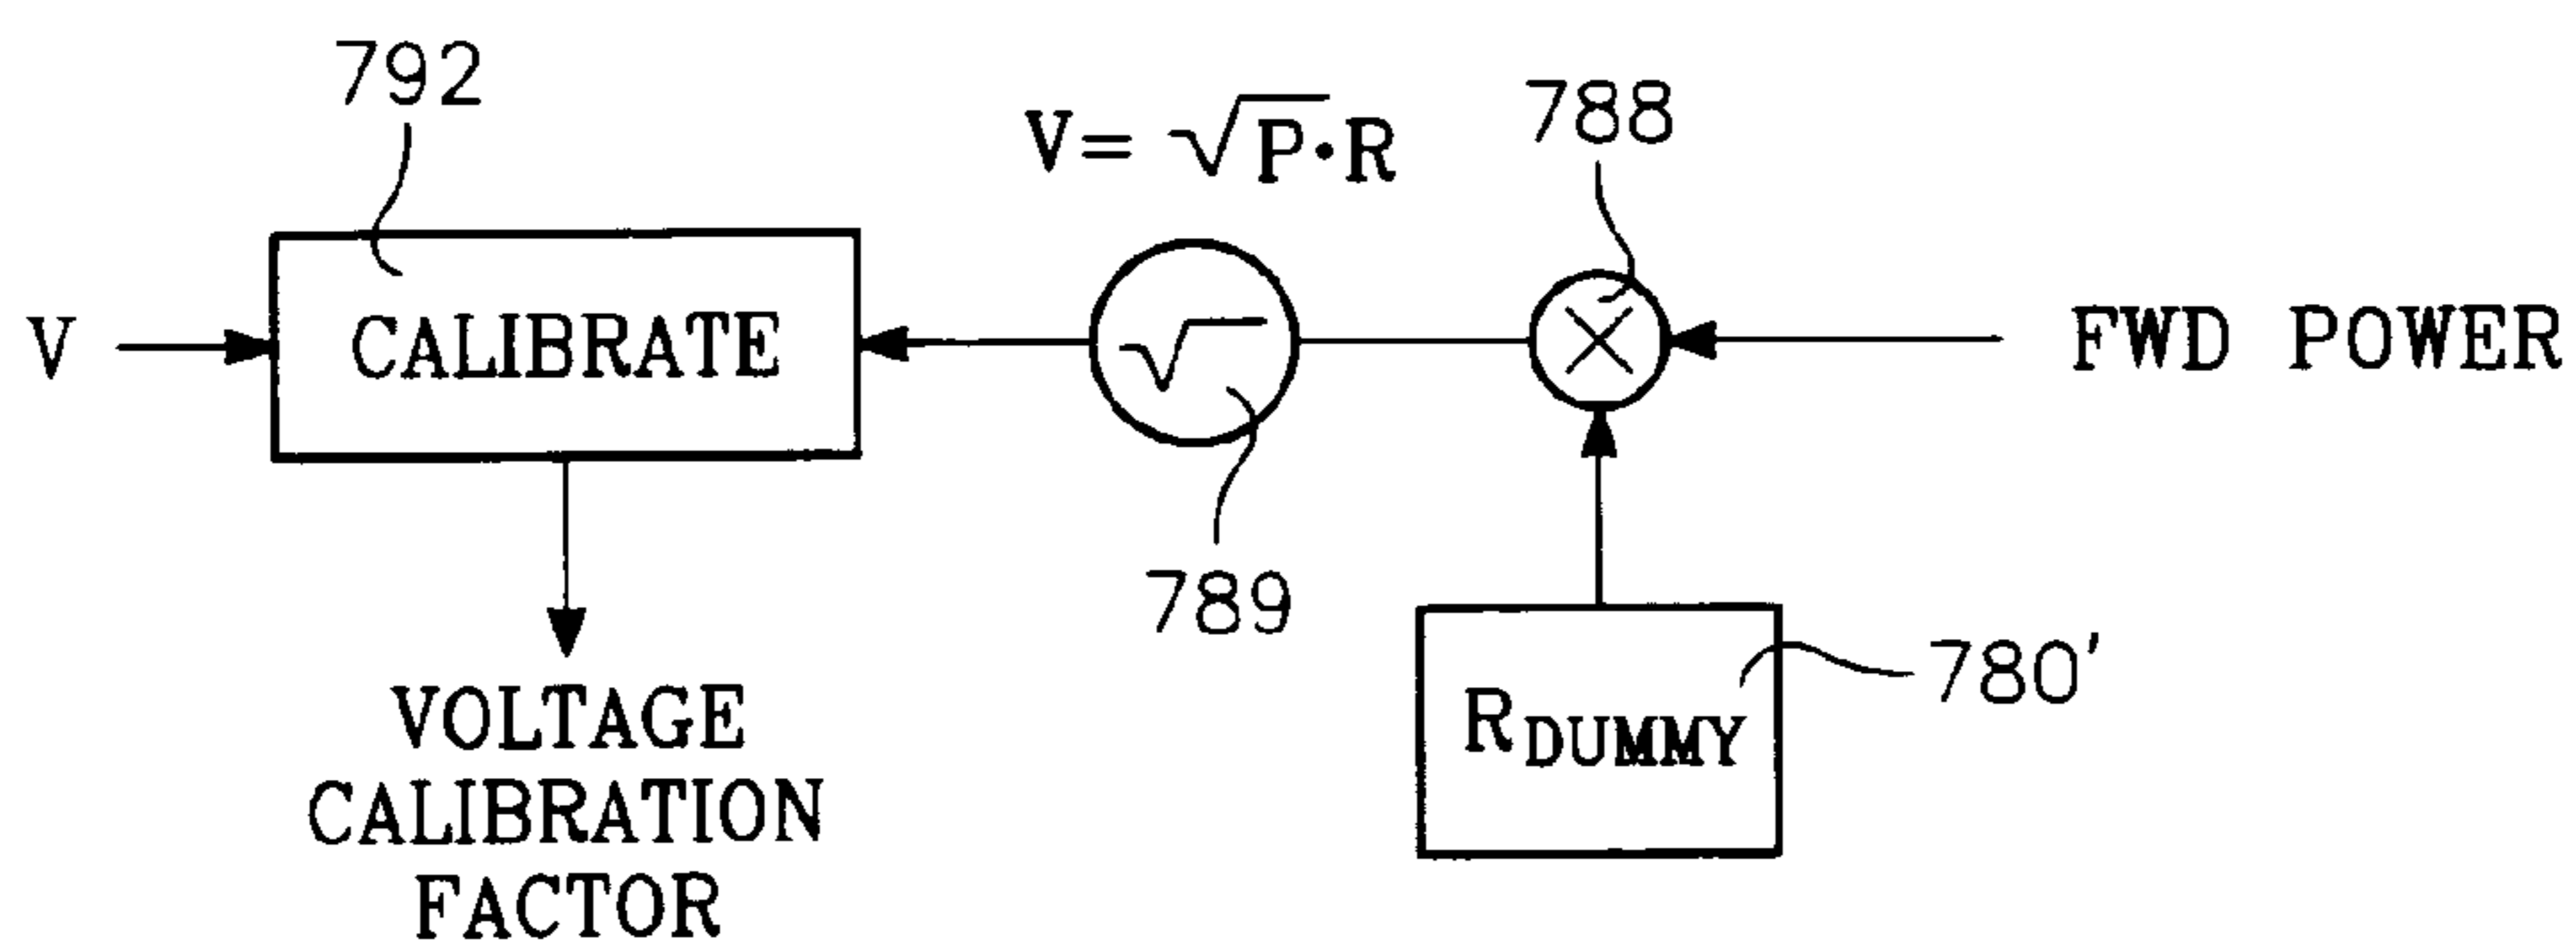 792
V= √P·R
788
V
CALIBRATE
√
×
FWD POWER
789
RDUMMY
780'
VOLTAGE
CALIBRATION
FACTOR